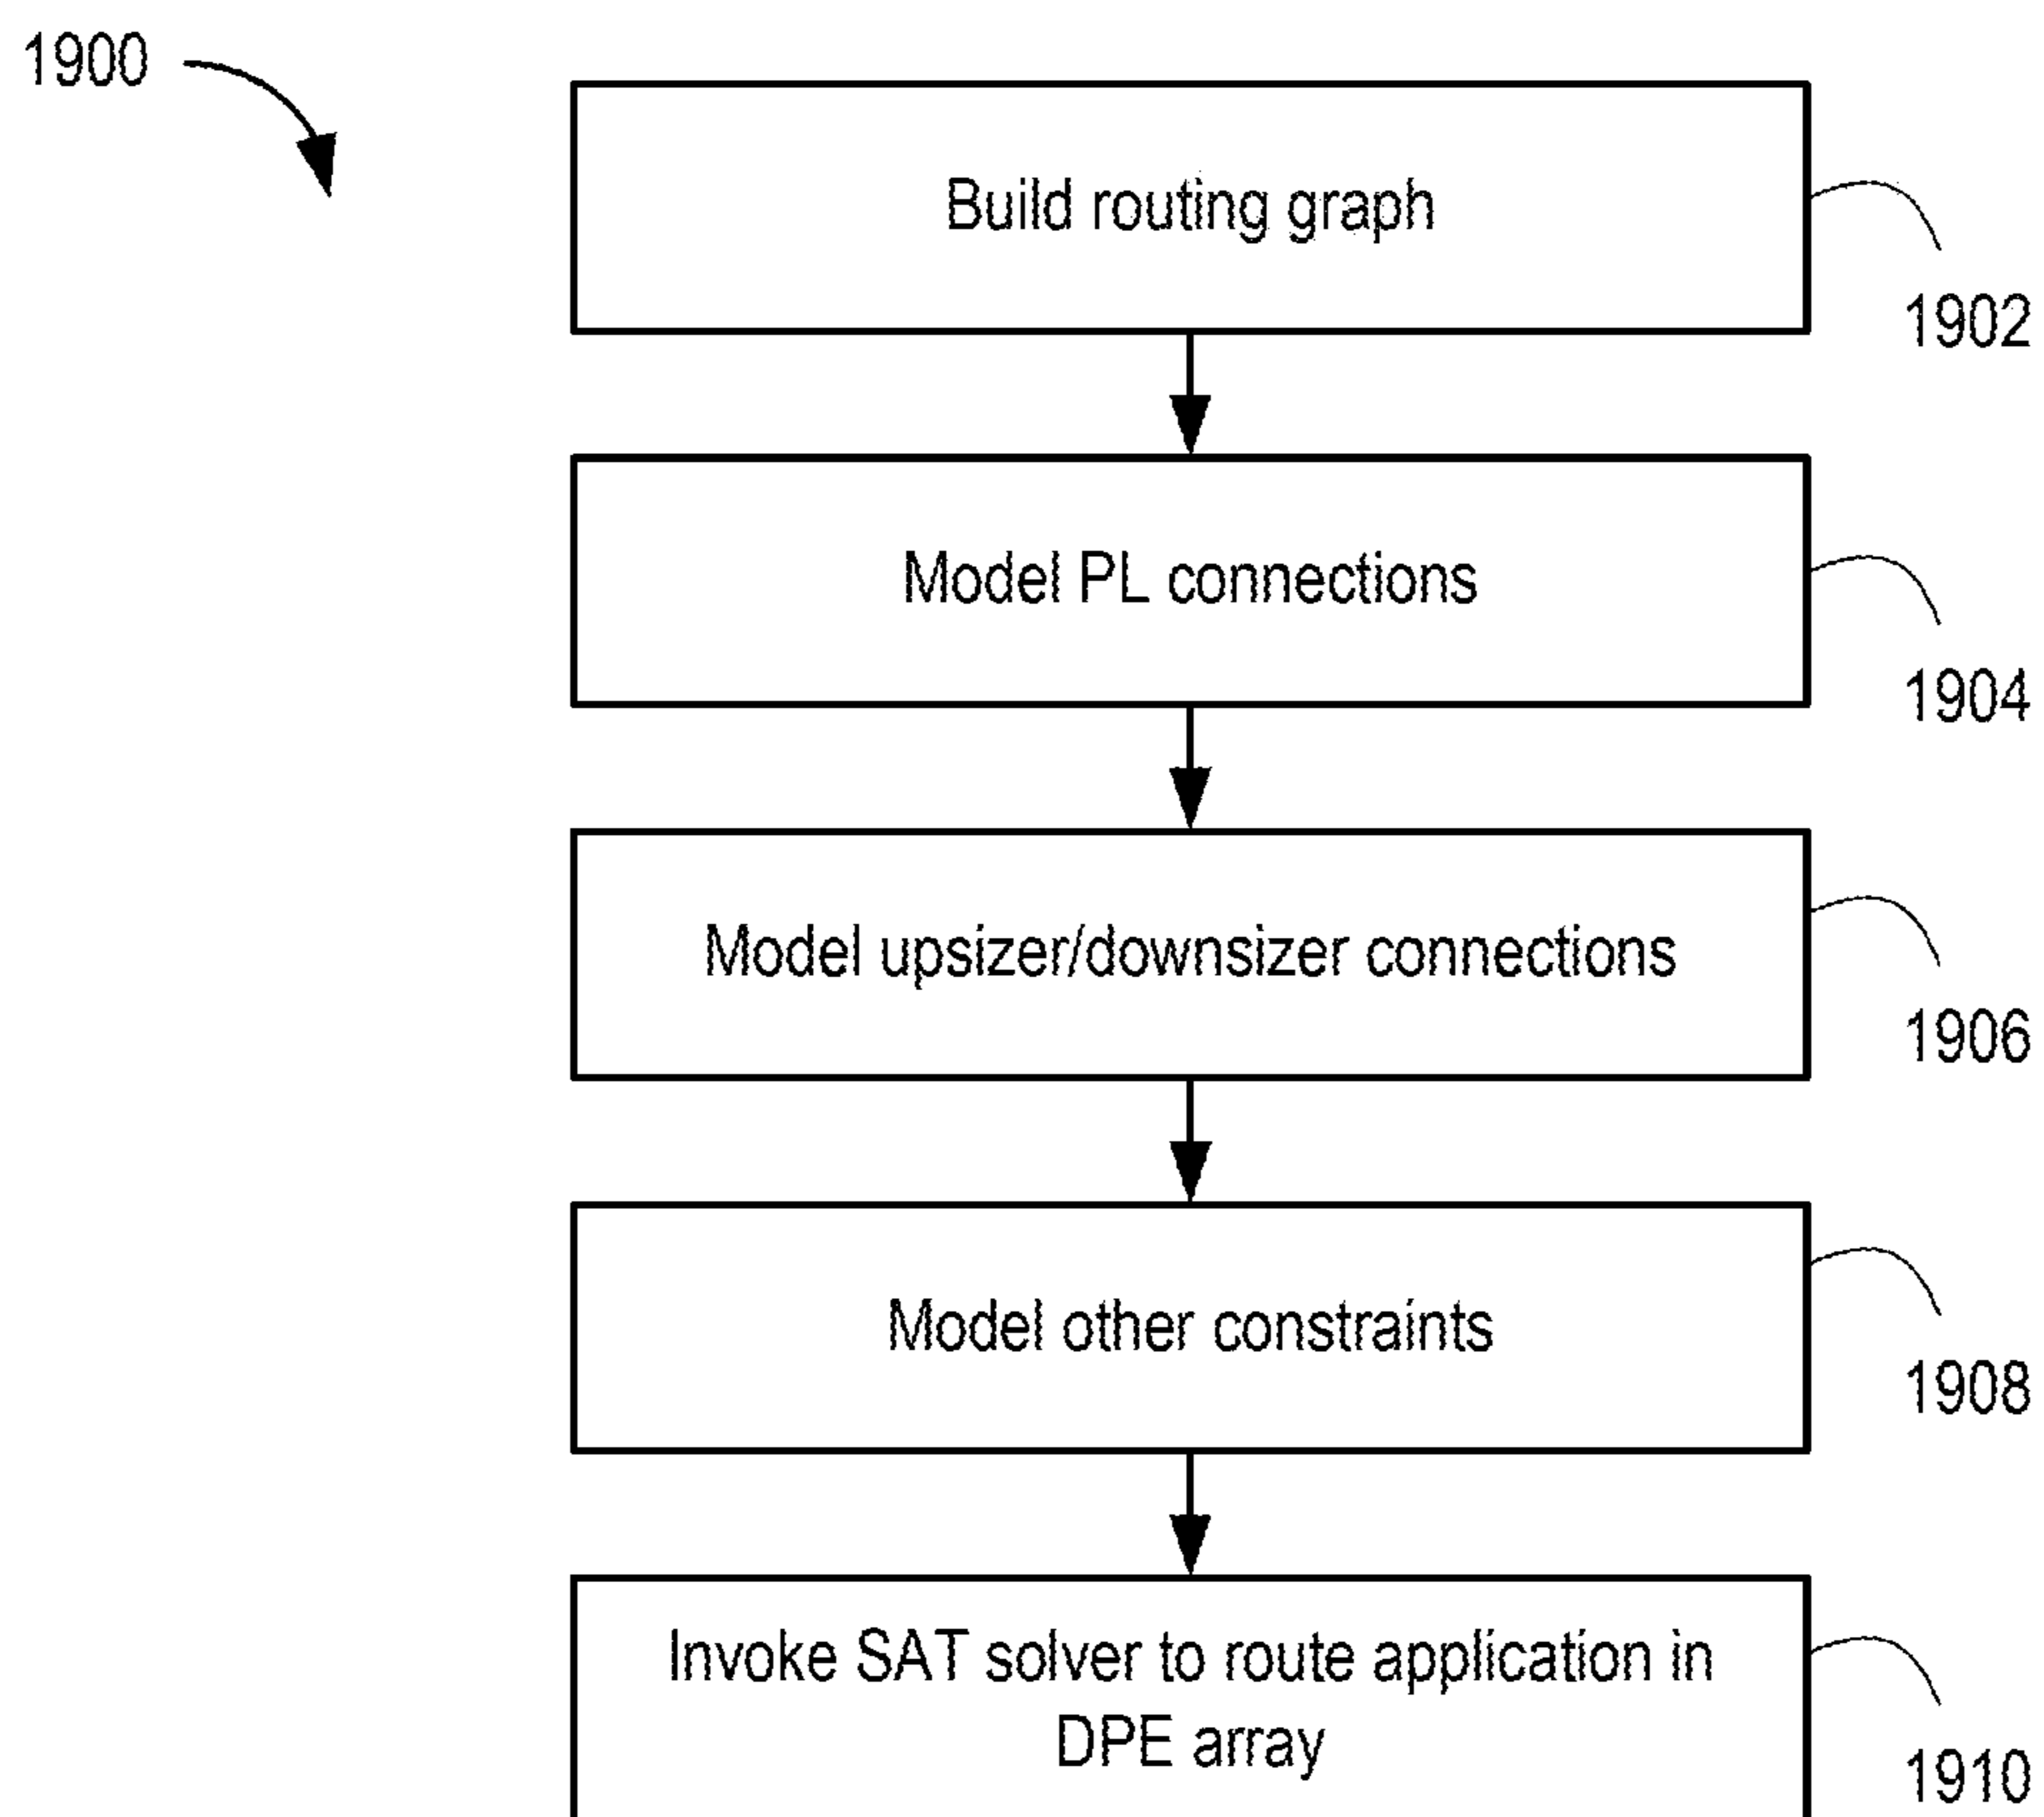 1900
Build routing graph
1902
Model PL connections
1904
Model upsizer/downsizer connections
1906
Model other constraints
1908
Invoke SAT solver to route application in
DPE array
1910